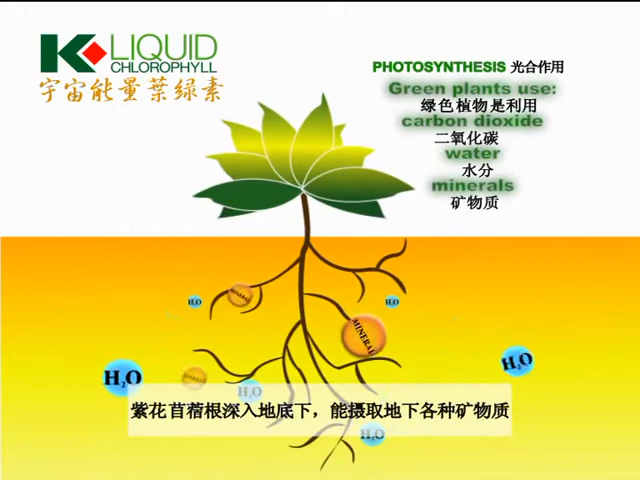 K LIQUID
CHLOROPHYLL
宇宙能量葉绿素
PHOTOSYNTHESIS 光合作用
Green plants use:
绿色植物是利用
carbon dioxide
二氧化碳
water
水分
minerals
矿物质
H₂O
MINERAL
H₂O
MINERAL
H₂O
H₂O
MINERAL
H₂O
紫花苜蓿根深入地底下，能摄取地下各种矿物质
H₂O